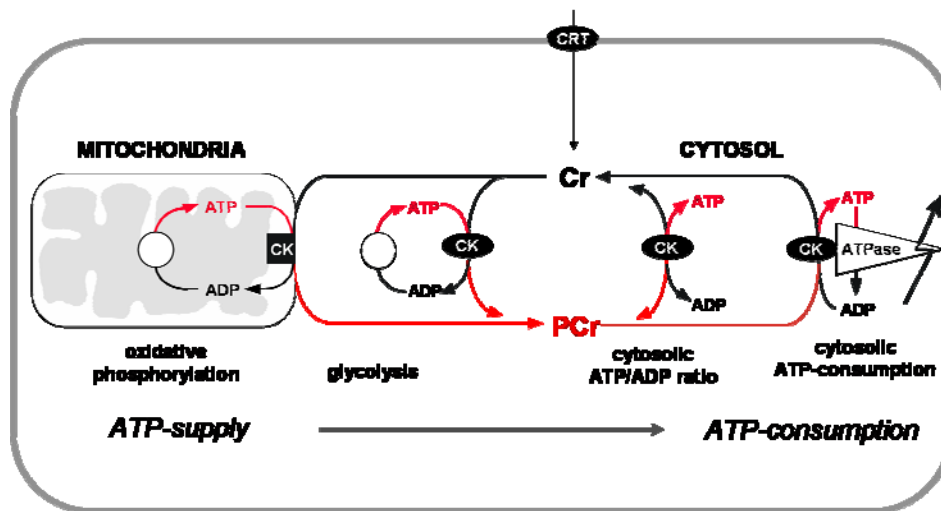 CRT
MITOCHONDRIA
CYTOSOL
Cr
ATP
ATP
ATP
ATP
CK
CK
CK
CK
ATPase
ADP
ADP
ADP
ADP
PCr
oxidative
phosphorylation
glycolysis
cytosolic
ATP/ADP ratio
cytosolic
ATP-consumption
ATP-supply
ATP-consumption